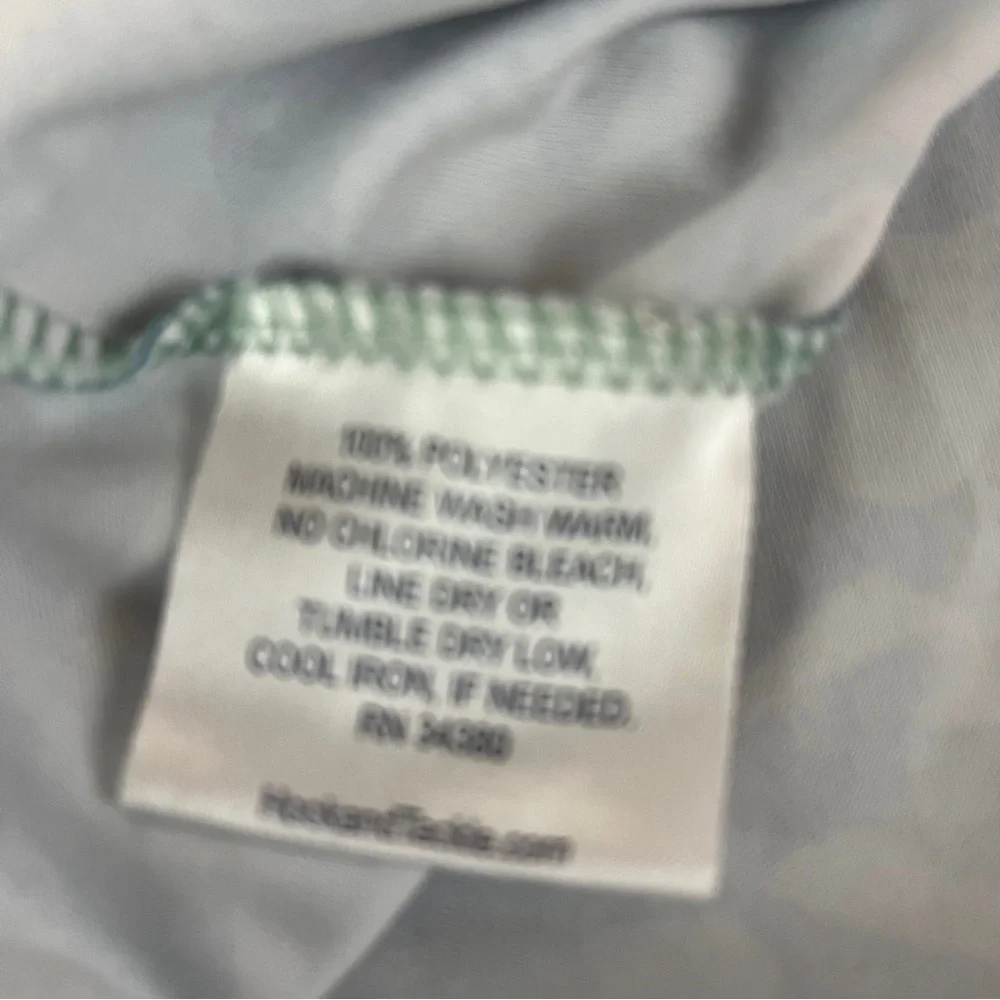 100% POLYESTER
MACHINE WASH WARM,
NO CHLORINE BLEACH,
LINE DRY OR
TUMBLE DRY LOW,
COOL IRON, IF NEEDED.
RN
HookandTackle.com